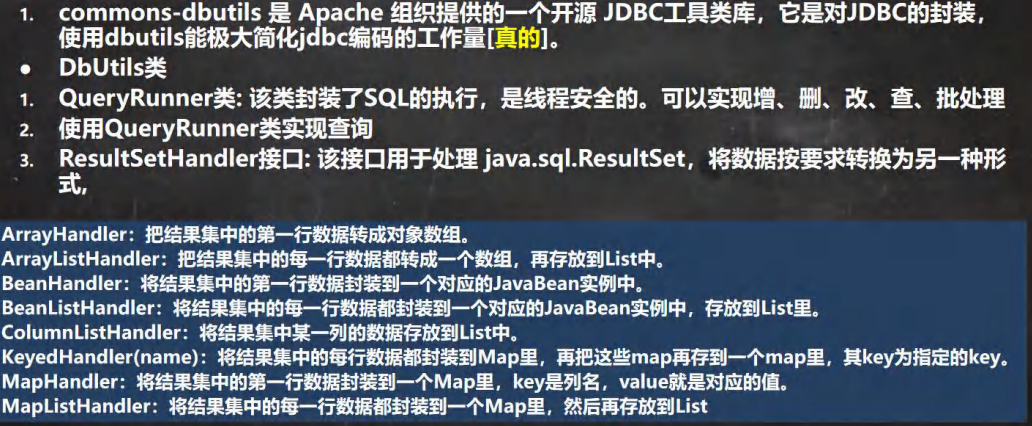 1. commons-dbutils 是 Apache 组织提供的一个开源 JDBC工具类库，它是对JDBC的封装，
使用dbutils能极大简化jdbc编码的工作量[真的]。
● DbUtils类
1. QueryRunner类: 该类封装了SQL的执行，是线程安全的。可以实现增、删、改、查、批处理
2. 使用QueryRunner类实现查询
3. ResultSetHandler接口: 该接口用于处理 java.sql.ResultSet，将数据按要求转换为另一种形
式,
ArrayHandler：把结果集中的第一行数据转成对象数组。
ArrayListHandler：把结果集中的每一行数据都转成一个数组，再存放到List中。
BeanHandler：将结果集中的第一行数据封装到一个对应的JavaBean实例中。
BeanListHandler：将结果集中的每一行数据都封装到一个对应的JavaBean实例中，存放到List里。
ColumnListHandler：将结果集中某一列的数据存放到List中。
KeyedHandler(name)：将结果集中的每行数据都封装到Map里，再把这些map再存到一个map里，其key为指定的key。
MapHandler：将结果集中的第一行数据封装到一个Map里，key是列名，value就是对应的值。
MapListHandler：将结果集中的每一行数据都封装到一个Map里，然后再存放到List